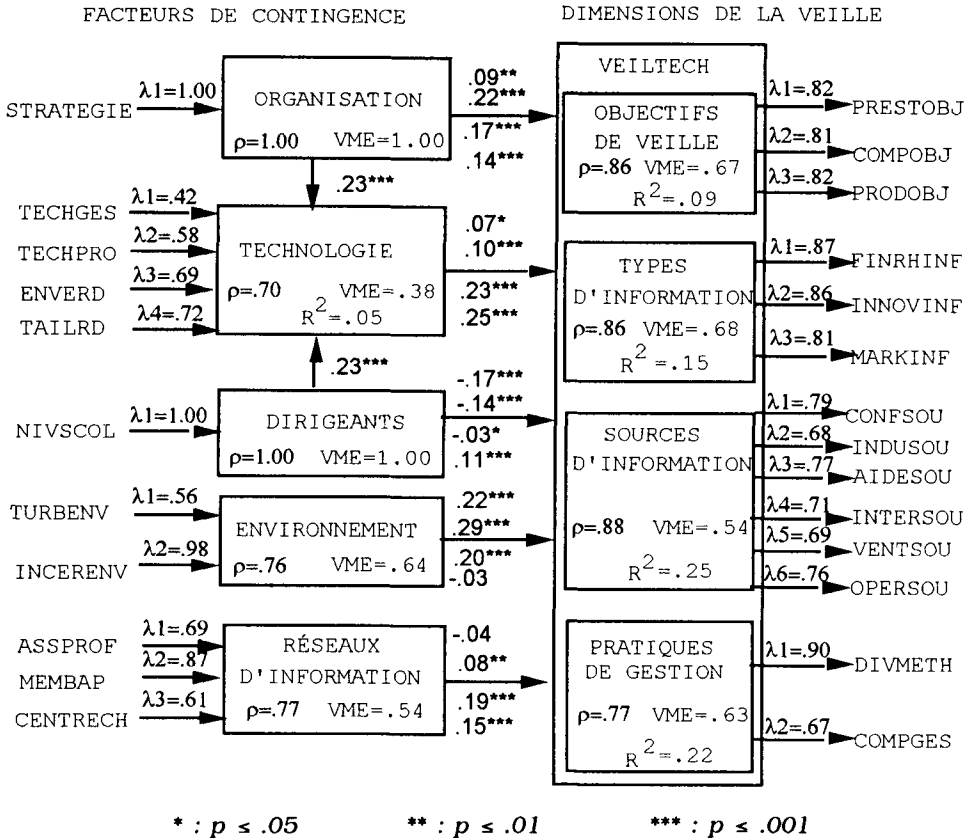 FACTEURS DE CONTINGENCE
DIMENSIONS DE LA VEILLE
STRATEGIE
λ1=1.00
ORGANISATION
ρ=1.00 VME=1.00
.09**
.22***
.17***
.14***
.23***
TECHGES
λ1=.42
TECHPRO
λ2=.58
ENVERD
λ3=.69
TAILRD
λ4=.72
TECHNOLOGIE
ρ=.70 VME=.38
R²=.05
.07*
.10***
.23***
.25***
.23***
NIVSCOL
λ1=1.00
DIRIGEANTS
ρ=1.00 VME=1.00
-.17***
-.14***
-.03*
.11***
TURBENV
λ1=.56
INCERENV
λ2=.98
ENVIRONNEMENT
ρ=.76 VME=.64
.22***
.29***
.20***
-.03
ASSPROF
λ1=.69
MEMBAP
λ2=.87
CENTRECH
λ3=.61
RÉSEAUX
D'INFORMATION
ρ=.77 VME=.54
-.04
.08**
.19***
.15***
VEILTECH
OBJECTIFS
DE VEILLE
ρ=.86 VME=.67
R²=.09
λ1=.82
PRESTOBJ
λ2=.81
COMPOBJ
λ3=.82
PRODOBJ
TYPES
D'INFORMATION
ρ=.86 VME=.68
R²=.15
λ1=.87
FINRHINF
λ2=.86
INNOVINF
λ3=.81
MARKINF
SOURCES
D'INFORMATION
ρ=.88 VME=.54
R²=.25
λ1=.79
CONFSOU
λ2=.68
INDUSOU
λ3=.77
AIDESOU
λ4=.71
INTERSOU
λ5=.69
VENTSOU
λ6=.76
OPERSOU
PRATIQUES
DE GESTION
ρ=.77 VME=.63
R²=.22
λ1=.90
DIVMETH
λ2=.67
COMPGES
* : p ≤ .05 ** : p ≤ .01 *** : p ≤ .001